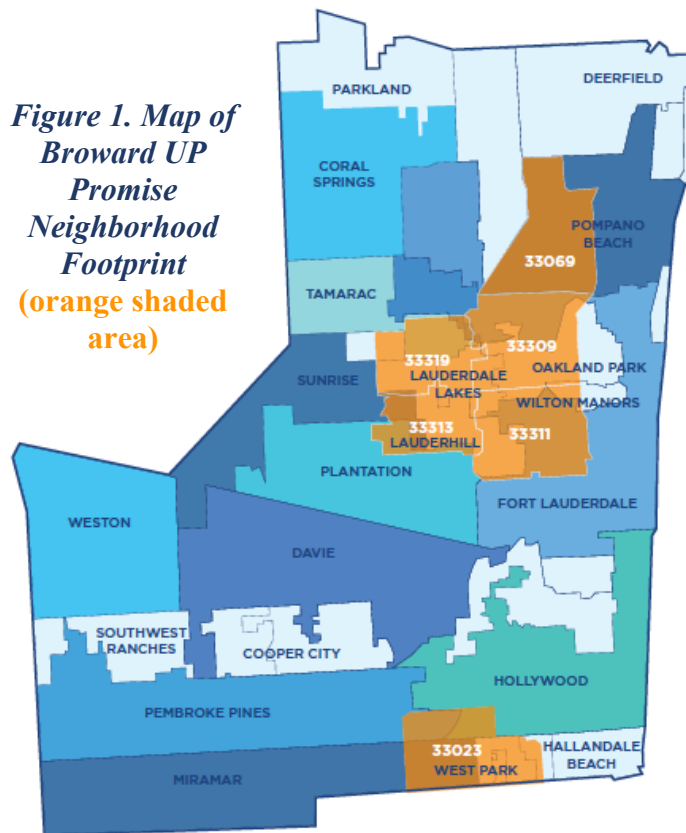 Figure 1. Map of
Broward UP
Promise
Neighborhood
Footprint
(orange shaded
area)
PARKLAND
DEERFIELD
CORAL
SPRINGS
POMPANO
BEACH
33069
TAMARAC
33319
33309
LAUDERDALE
LAKES
OAKLAND PARK
SUNRISE
WILTON MANORS
33313
LAUDERHILL
33311
PLANTATION
FORT LAUDERDALE
WESTON
DAVIE
SOUTHWEST
RANCHES
COOPER CITY
HOLLYWOOD
PEMBROKE PINES
33023
WEST PARK
HALLANDALE
BEACH
MIRAMAR